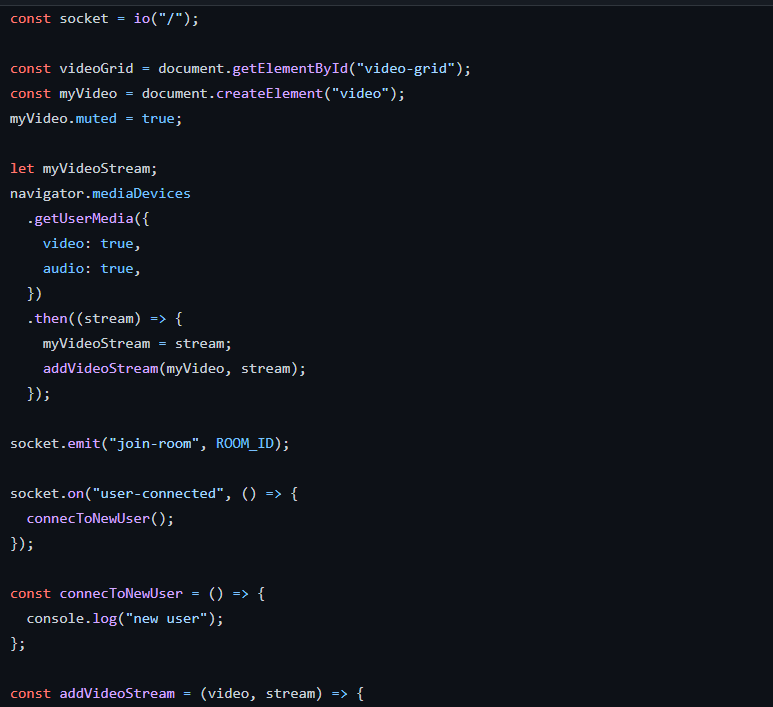 const socket = io("/");
const videoGrid = document.getElementById("video-grid");
const myVideo = document.createElement("video");
myVideo.muted = true;
let myVideoStream;
navigator.mediaDevices
  .getUserMedia({
    video: true,
    audio: true,
  })
  .then((stream) => {
    myVideoStream = stream;
    addVideoStream(myVideo, stream);
  });
socket.emit("join-room", ROOM_ID);
socket.on("user-connected", () => {
  connecToNewUser();
});
const connecToNewUser = () => {
  console.log("new user");
};
const addVideoStream = (video, stream) => {